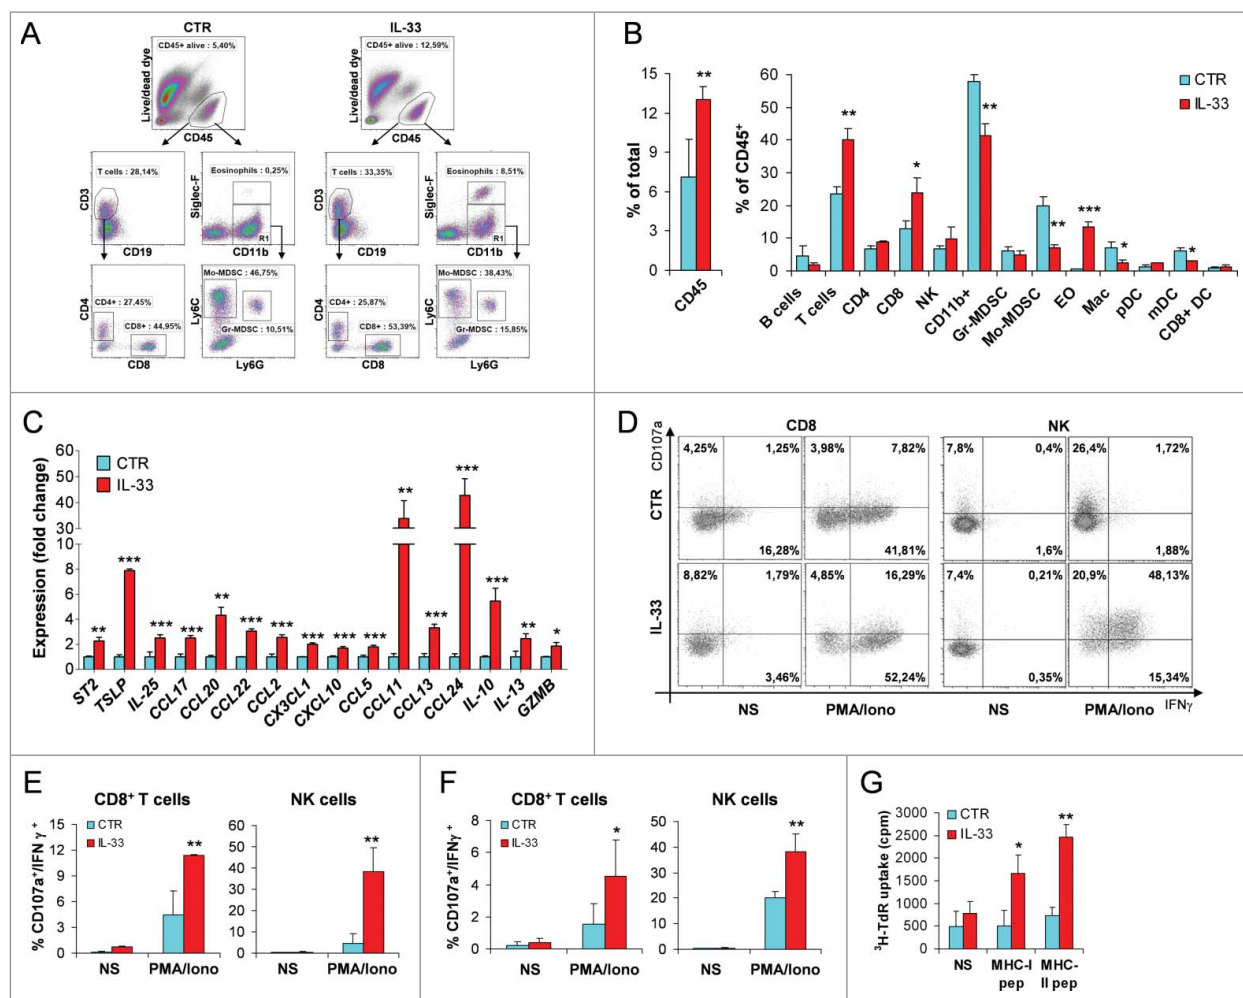 A
CTR
IL-33
Live/dead dye
CD45+ alive : 5,40%
CD45
Live/dead dye
CD45+ alive : 12,59%
CD45
CD3
T cells : 28,14%
CD19
Siglec-F
Eosinophils : 0,25%
R1
CD11b
CD3
T cells : 33,35%
CD19
Siglec-F
Eosinophils : 8,51%
R1
CD11b
CD4
CD4+ : 27,45%
CD8+ : 44,95%
CD8
Ly6C
Mo-MDSC : 46,75%
Gr-MDSC : 10,51%
Ly6G
CD4
CD4+ : 25,87%
CD8+ : 53,39%
CD8
Ly6C
Mo-MDSC : 38,43%
Gr-MDSC : 15,85%
Ly6G
B
% of total
15
12
9
6
3
0
**
CD45
% of CD45+
60
50
40
30
20
10
0
CTR
IL-33
** * ** ** *** * *
B cells
T cells
CD4
CD8
NK
CD11b+
Gr-MDSC
Mo-MDSC
EO
Mac
pDC
mDC
CD8+ DC
C
Expression (fold change)
60
50
40
30
10
8
6
4
2
0
CTR
IL-33
** *** *** *** *** *** *** *** *** *** ** *** *** *** ** *
ST2
TSLP
IL-25
CCL17
CCL20
CCL22
CCL2
CX3CL1
CXCL10
CCL5
CCL11
CCL13
CCL24
IL-10
IL-13
GZMB
D
CD107a
CD8
NK
CTR
4,25% 1,25% 3,98% 7,82% 7,8% 0,4% 26,4% 1,72%
16,28% 41,81% 1,6% 1,88%
IL-33
8,82% 1,79% 4,85% 16,29% 7,4% 0,21% 20,9% 48,13%
3,46% 52,24% 0,35% 15,34%
NS PMA/Iono NS PMA/Iono IFNγ
E
CD8+ T cells
NK cells
% CD107a+/IFN γ +
15
12
9
6
3
0
CTR
IL-33
**
NS PMA/Iono
60
50
40
30
20
10
0
**
NS PMA/Iono
F
CD8+ T cells
NK cells
% CD107a+/IFNγ +
8
6
4
2
0
CTR
IL-33
*
NS PMA/Iono
60
40
20
0
**
NS PMA/Iono
G
3H-TdR uptake (cpm)
3000
2500
2000
1500
1000
500
0
CTR
IL-33
* **
NS
MHC-I
pep
MHC-
II pep